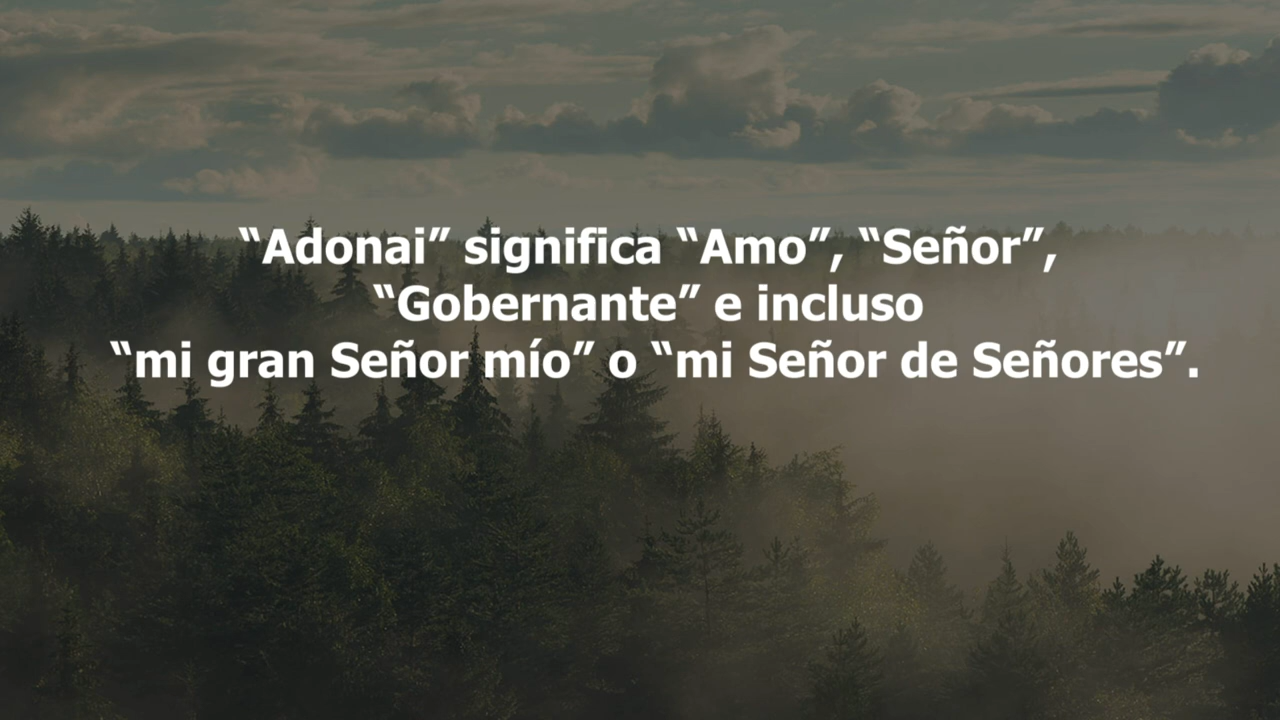 “Adonai” significa “Amo”, “Señor”,
“Gobernante” e incluso
“mi gran Señor mío” o “mi Señor de Señores”.